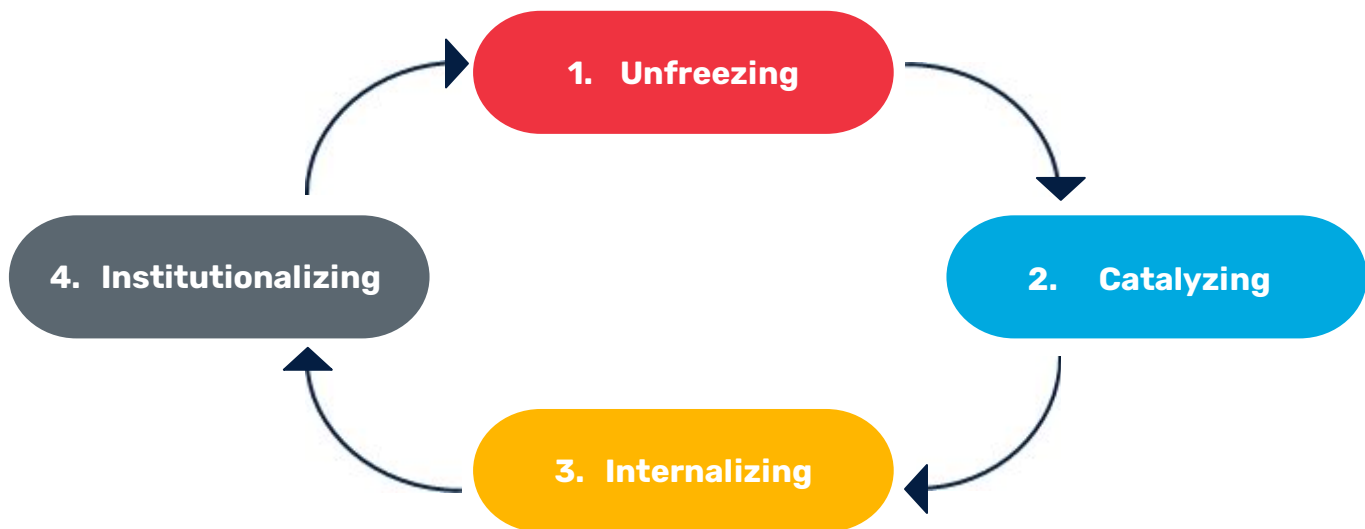 1. Unfreezing
4. Institutionalizing
2. Catalyzing
3. Internalizing